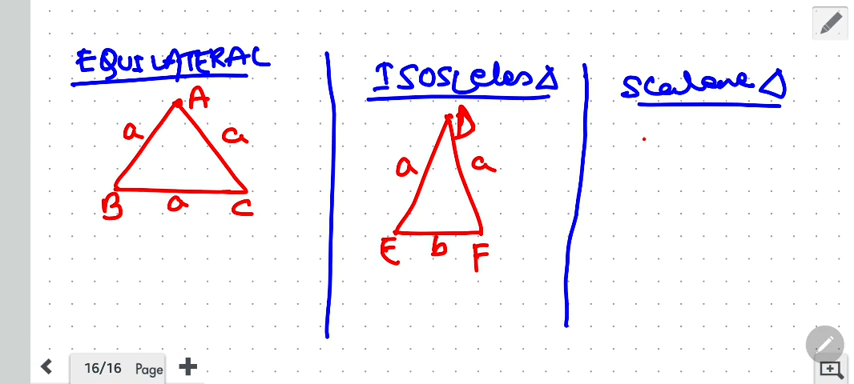 EQUILATERAL
A
a a
B a C
Isosceles Δ
D
a a
E b F
Scalene Δ
16/16 Page